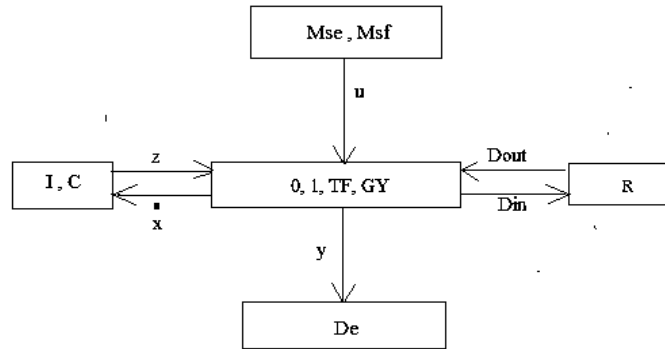 Mse , Msf
u
z
Dout
I , C
0, 1, TF, GY
R
ẋ
Din
y
De